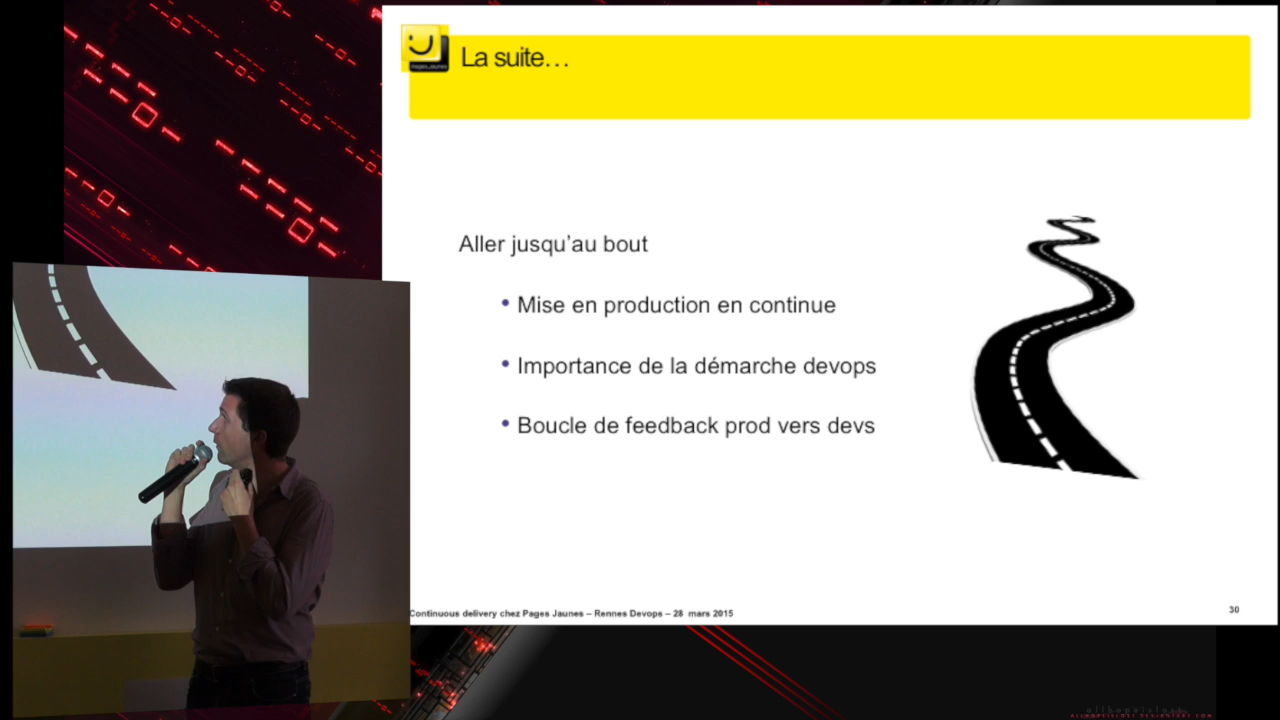 La suite…
PagesJaunes
Aller jusqu'au bout
• Mise en production en continue
• Importance de la démarche devops
• Boucle de feedback prod vers devs
Continuous delivery chez Pages Jaunes – Rennes Devops – 28 mars 2015
30